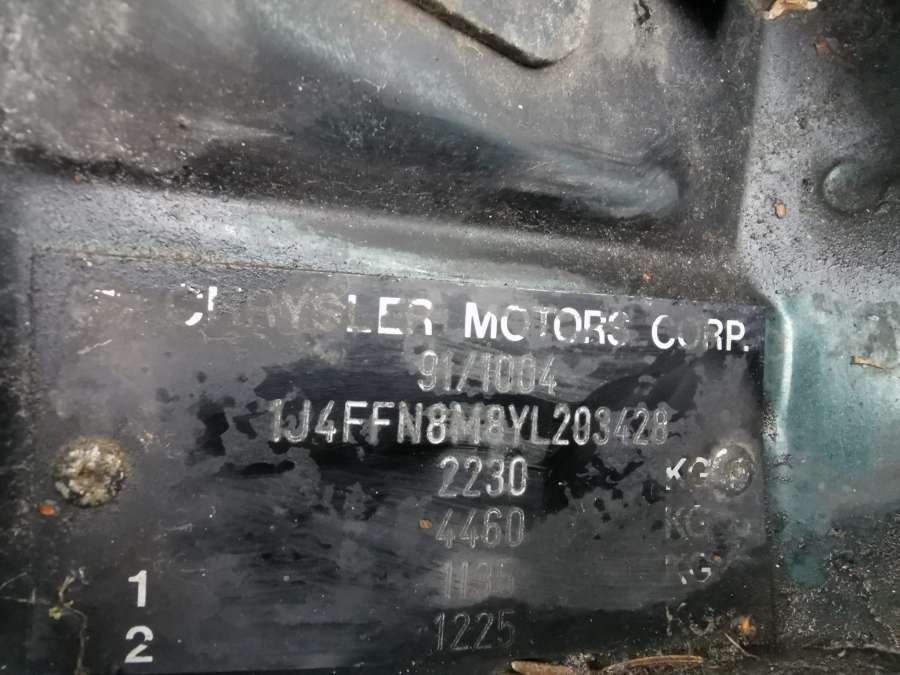 CHRYSLER MOTORS CORP.
91/1004
1J4FFN8M8YL203428
2230 KG
4460 KG
1 1135 KG
2 1225 KG